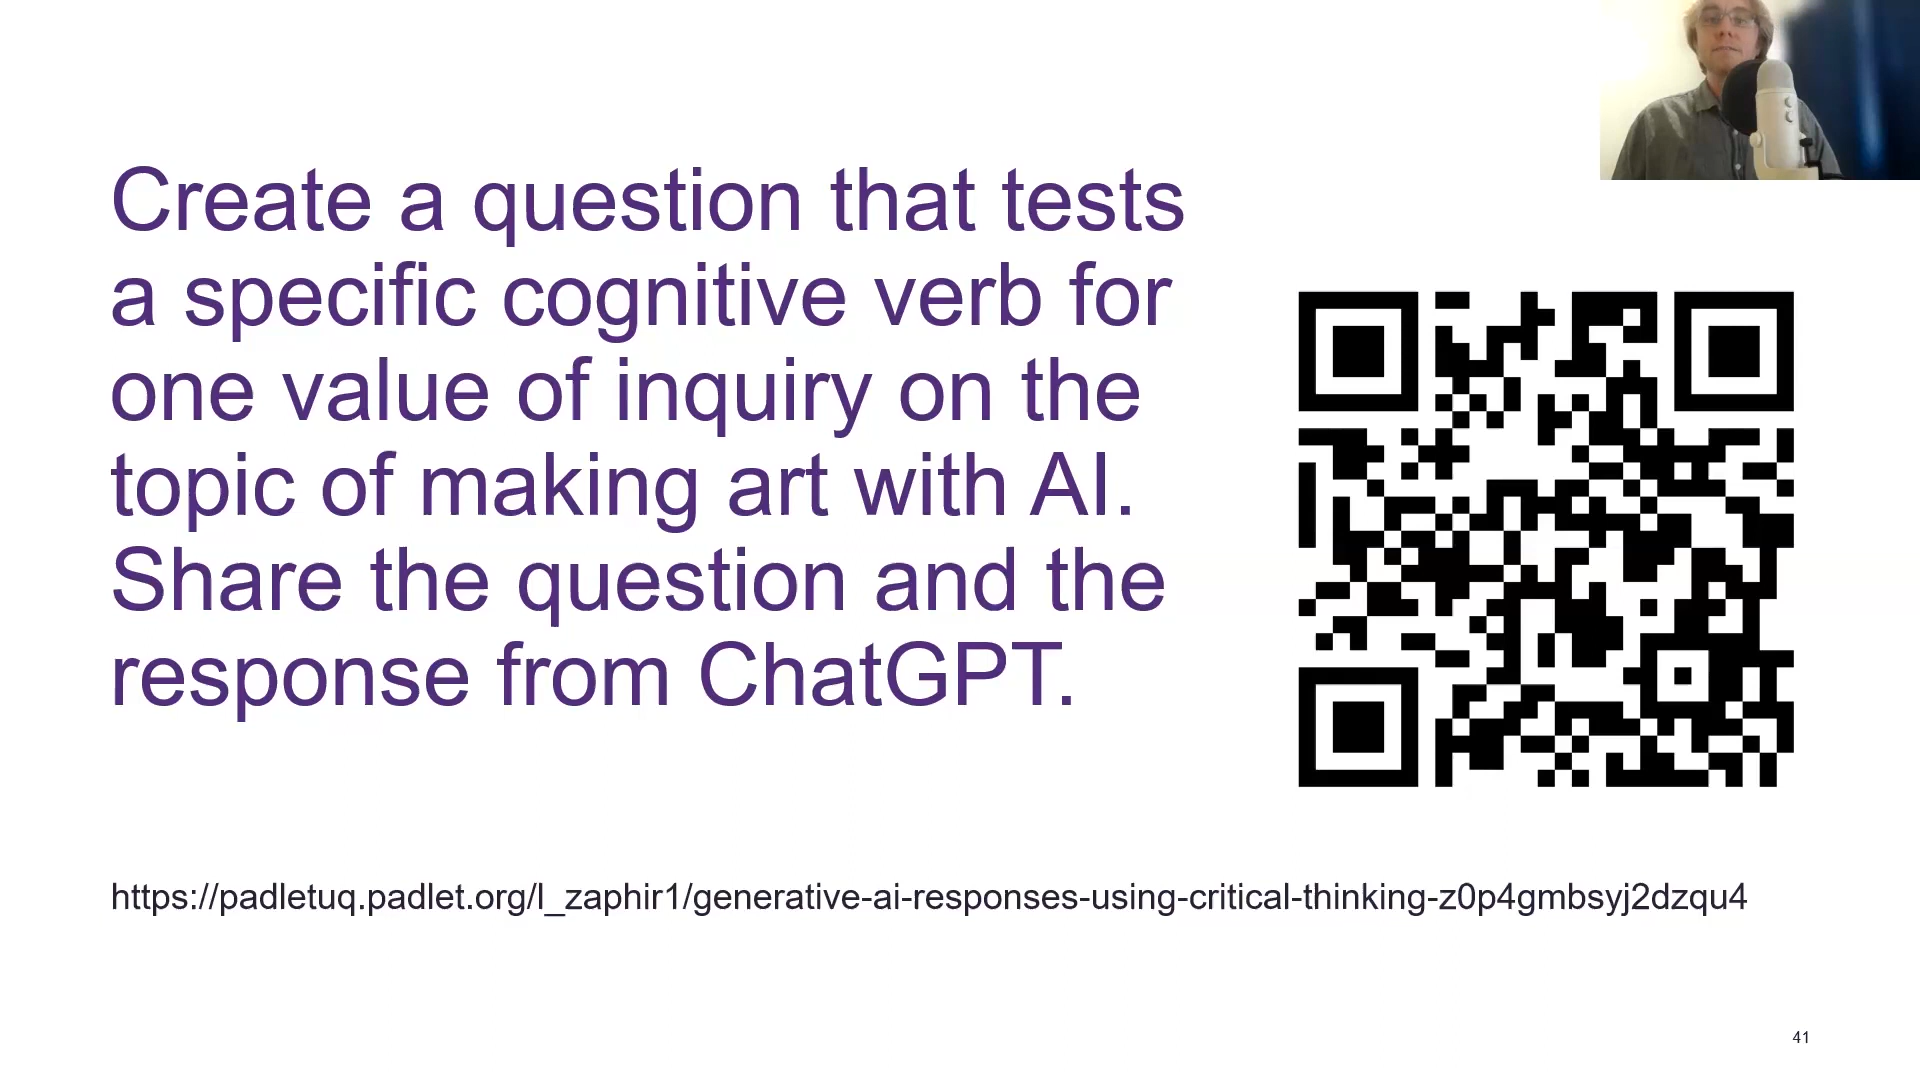 Create a question that tests
a specific cognitive verb for
one value of inquiry on the
topic of making art with AI.
Share the question and the
response from ChatGPT.
https://padletuq.padlet.org/l_zaphir1/generative-ai-responses-using-critical-thinking-z0p4gmbsyj2dzqu4
41